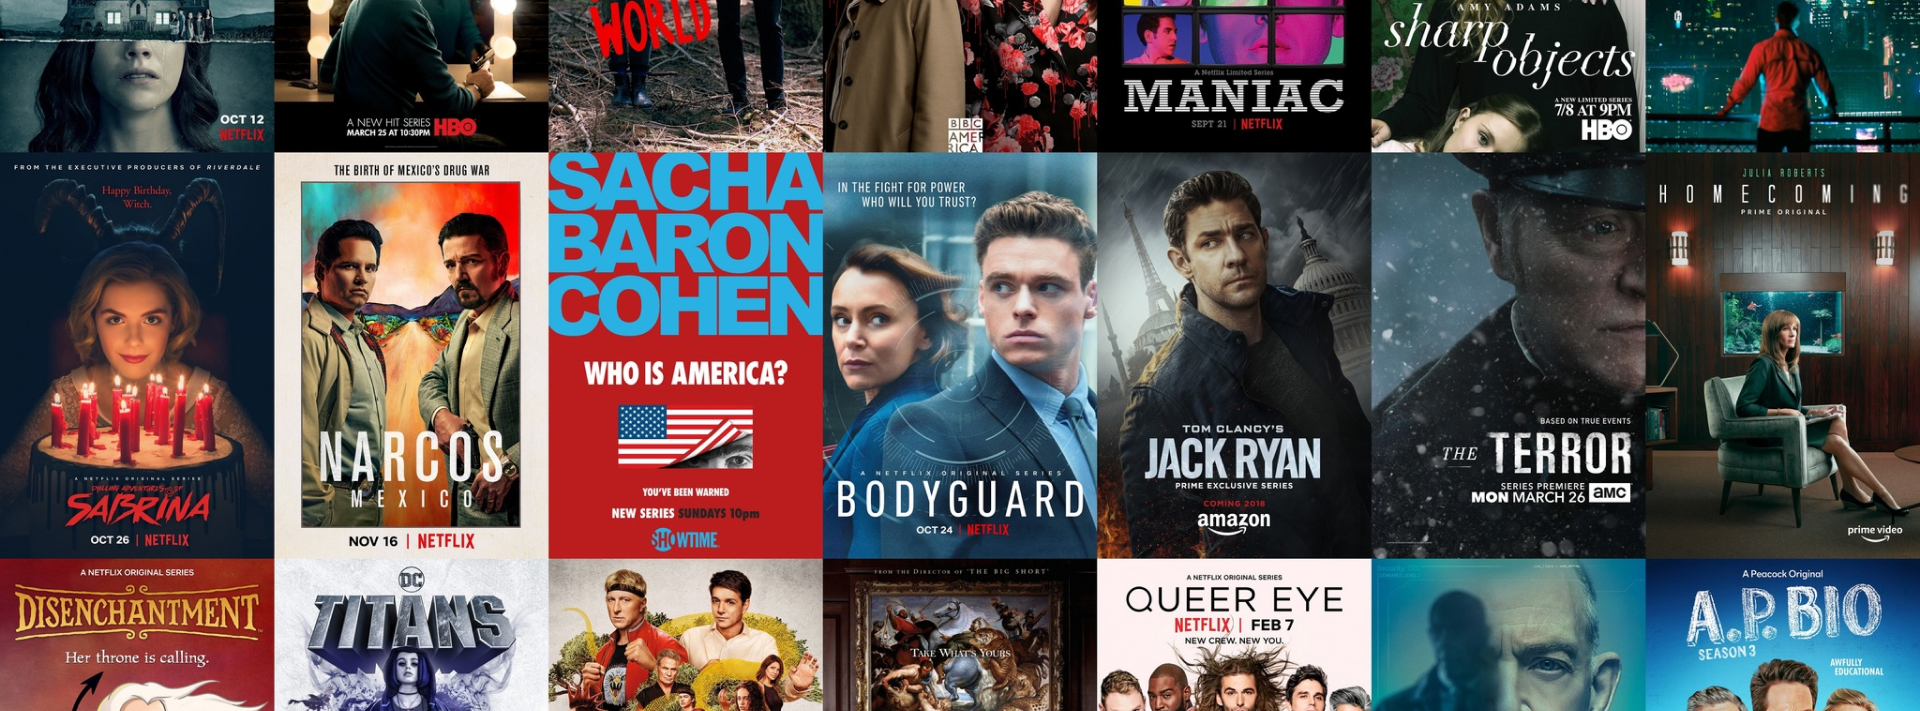 OCT 12
NETFLIX
A NEW HIT SERIES
MARCH 25 AT 10:30PM HBO
WORLD
BBC
AMERICA
A Netflix Limited Series
MANIAC
SEPT 21 | NETFLIX
AMY ADAMS
sharp
objects
A NEW LIMITED SERIES
7/8 AT 9PM
HBO
FROM THE EXECUTIVE PRODUCERS OF RIVERDALE
Happy Birthday,
Witch.
A NETFLIX ORIGINAL SERIES
CHILLING ADVENTURES OF
SABRINA
OCT 26 | NETFLIX
THE BIRTH OF MEXICO'S DRUG WAR
NARCOS
MEXICO
NOV 16 | NETFLIX
SACHA
BARON
COHEN
WHO IS AMERICA?
YOU'VE BEEN WARNED
NEW SERIES SUNDAYS 10pm
SHOWTIME
IN THE FIGHT FOR POWER
WHO WILL YOU TRUST?
A NETFLIX ORIGINAL SERIES
BODYGUARD
OCT 24 | NETFLIX
TOM CLANCY'S
JACK RYAN
PRIME EXCLUSIVE SERIES
COMING 2018
amazon
BASED ON TRUE EVENTS
THE TERROR
SERIES PREMIERE
MON MARCH 26 amc
JULIA ROBERTS
HOMECOMING
PRIME ORIGINAL
prime video
A NETFLIX ORIGINAL SERIES
DISENCHANTMENT
Her throne is calling.
DC
TITANS
FROM THE DIRECTOR OF "THE BIG SHORT"
TAKE WHAT'S YOURS
A NETFLIX ORIGINAL SERIES
QUEER EYE
NETFLIX | FEB 7
NEW CREW. NEW YOU.
A Peacock Original
A.P. BIO
SEASON 3
AWFULLY
EDUCATIONAL